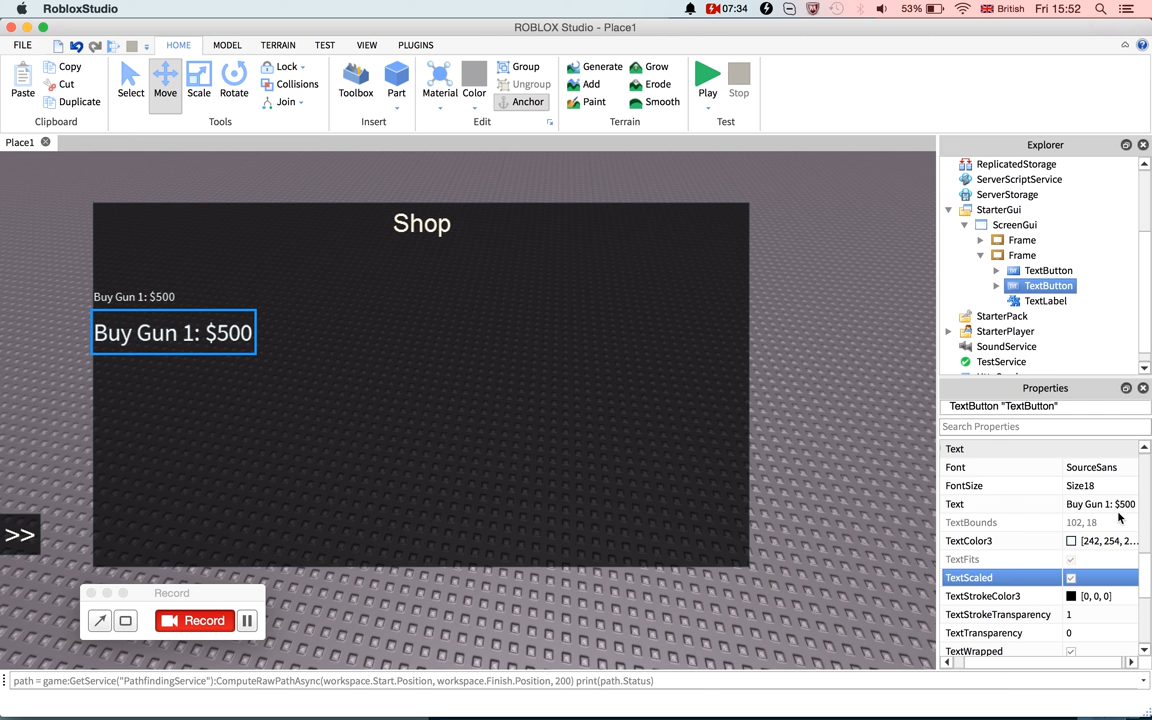 RobloxStudio
07:34
53%
British
Fri 15:52
ROBLOX Studio - Place1
FILE
HOME
MODEL
TERRAIN
TEST
VIEW
PLUGINS
Paste
Copy
Cut
Duplicate
Clipboard
Select
Move
Scale
Rotate
Lock
Collisions
Join
Tools
Toolbox
Part
Insert
Material
Color
Group
Ungroup
Anchor
Edit
Generate
Add
Paint
Grow
Erode
Smooth
Terrain
Play
Stop
Test
Place1
Shop
Buy Gun 1: $500
Buy Gun 1: $500
>>
Record
Record
Explorer
ReplicatedStorage
ServerScriptService
ServerStorage
StarterGui
ScreenGui
Frame
Frame
TextButton
TextButton
TextLabel
StarterPack
StarterPlayer
SoundService
TestService
Properties
TextButton "TextButton"
Search Properties
Text
Font SourceSans
FontSize Size18
Text Buy Gun 1: $500
TextBounds 102, 18
TextColor3 [242, 254, 2...
TextFits
TextScaled
TextStrokeColor3 [0, 0, 0]
TextStrokeTransparency 1
TextTransparency 0
TextWrapped
path = game:GetService("PathfindingService"):ComputeRawPathAsync(workspace.Start.Position, workspace.Finish.Position, 200) print(path.Status)